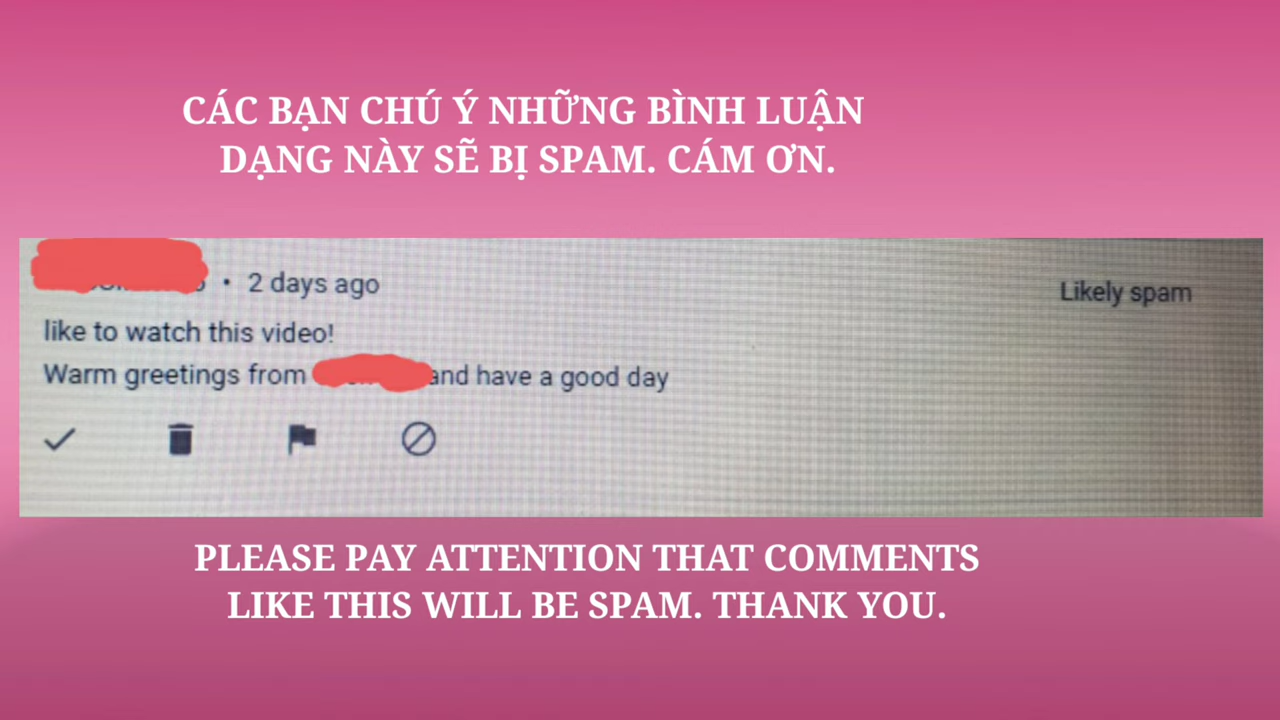 CÁC BẠN CHÚ Ý NHỮNG BÌNH LUẬN
DẠNG NÀY SẼ BỊ SPAM. CÁM ƠN.
• 2 days ago
Likely spam
like to watch this video!
Warm greetings from and have a good day
PLEASE PAY ATTENTION THAT COMMENTS
LIKE THIS WILL BE SPAM. THANK YOU.